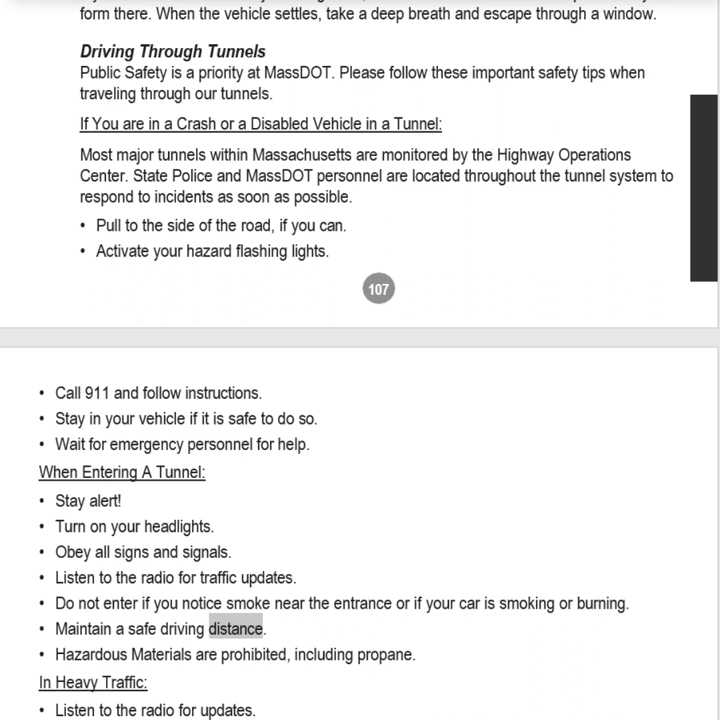 form there. When the vehicle settles, take a deep breath and escape through a window.
Driving Through Tunnels
Public Safety is a priority at MassDOT. Please follow these important safety tips when
traveling through our tunnels.
If You are in a Crash or a Disabled Vehicle in a Tunnel:
Most major tunnels within Massachusetts are monitored by the Highway Operations
Center. State Police and MassDOT personnel are located throughout the tunnel system to
respond to incidents as soon as possible.
• Pull to the side of the road, if you can.
• Activate your hazard flashing lights.
107
• Call 911 and follow instructions.
• Stay in your vehicle if it is safe to do so.
• Wait for emergency personnel for help.
When Entering A Tunnel:
• Stay alert!
• Turn on your headlights.
• Obey all signs and signals.
• Listen to the radio for traffic updates.
• Do not enter if you notice smoke near the entrance or if your car is smoking or burning.
• Maintain a safe driving distance.
• Hazardous Materials are prohibited, including propane.
In Heavy Traffic:
• Listen to the radio for updates.